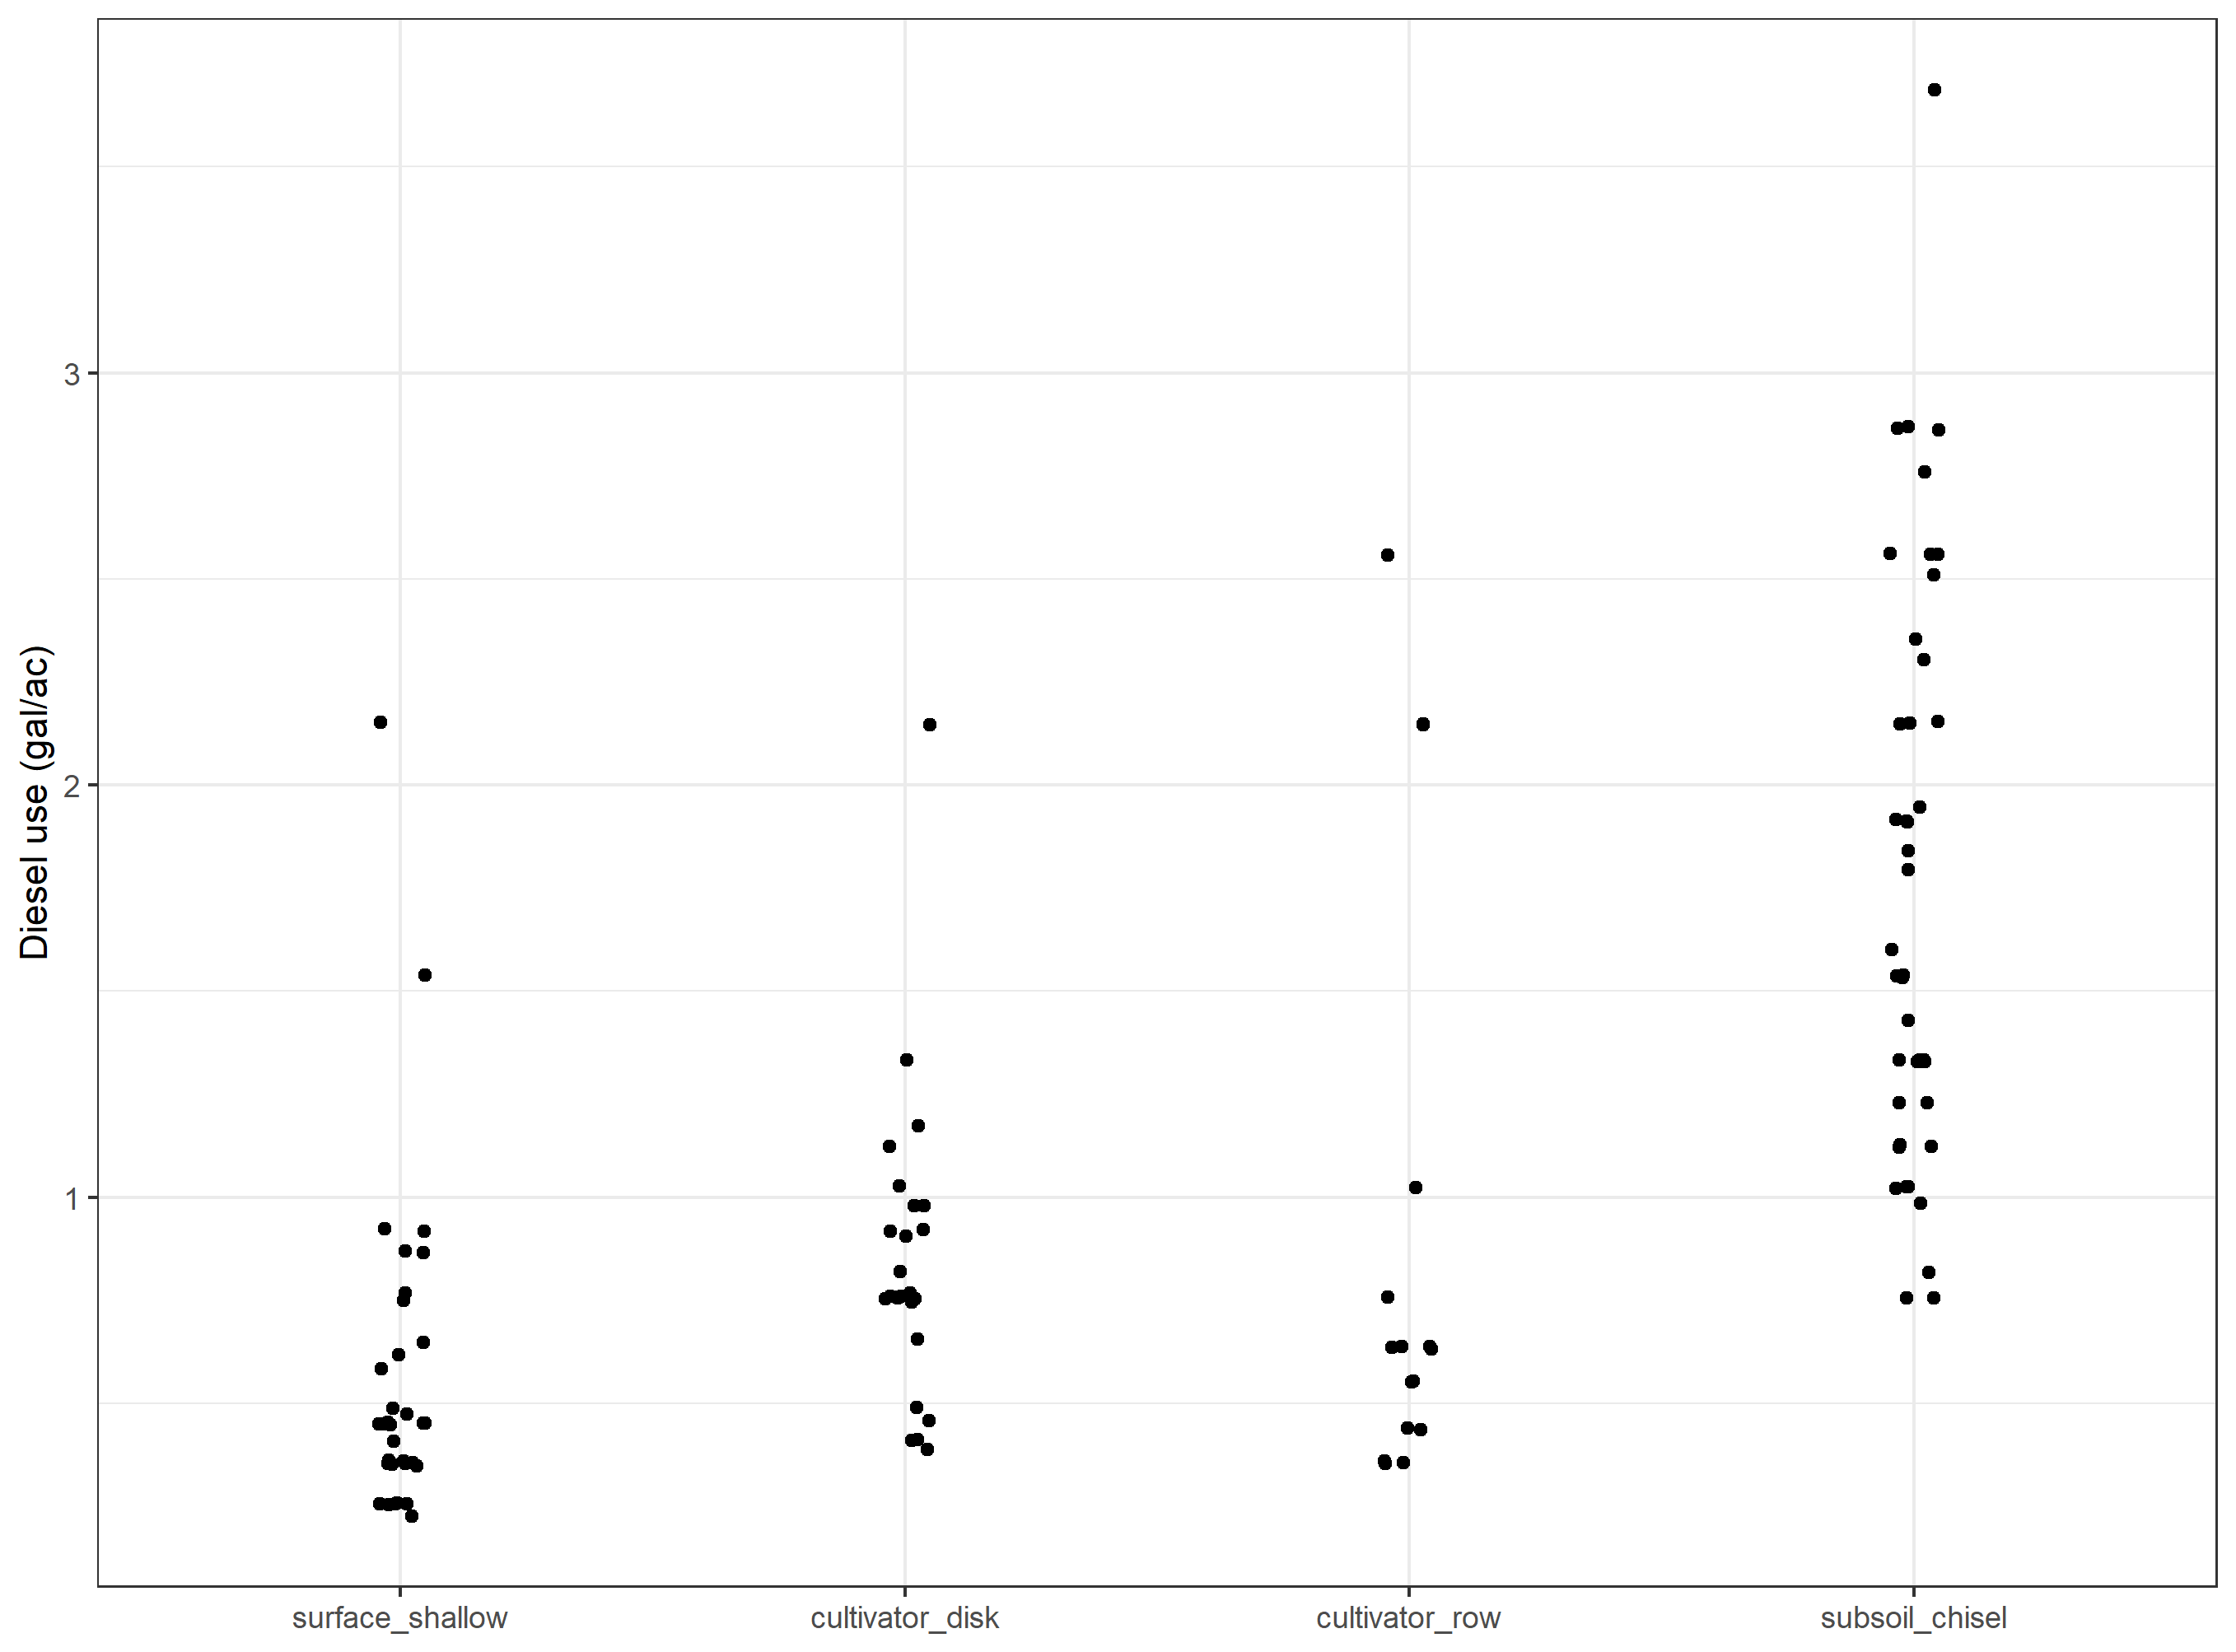 Diesel use (gal/ac)
3
2
1
surface_shallow
cultivator_disk
cultivator_row
subsoil_chisel